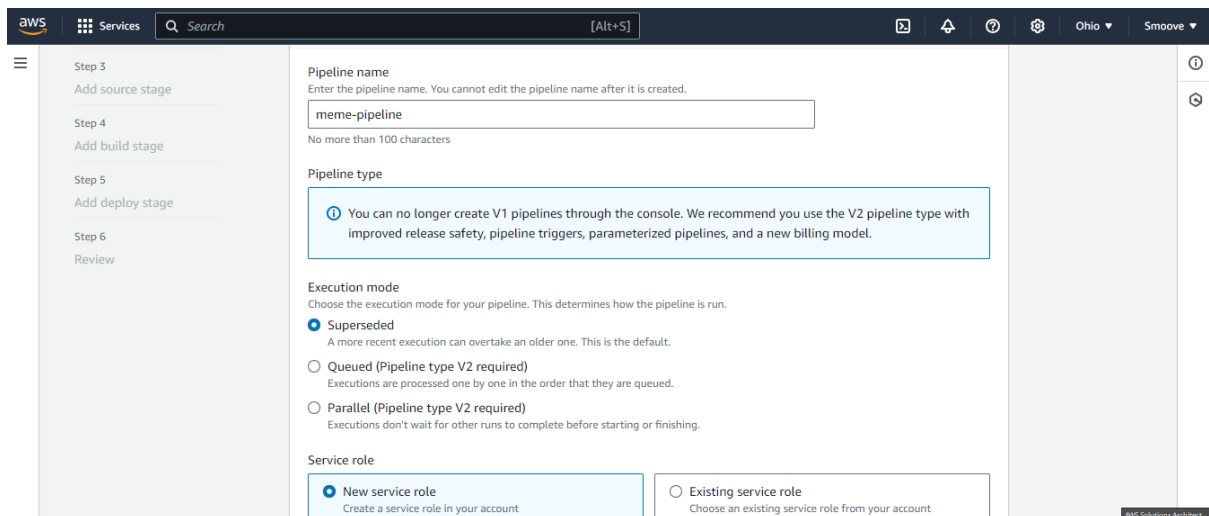 aws
Services
Search
[Alt+S]
Ohio
Smoove
Step 3
Add source stage
Step 4
Add build stage
Step 5
Add deploy stage
Step 6
Review
Pipeline name
Enter the pipeline name. You cannot edit the pipeline name after it is created.
meme-pipeline
No more than 100 characters
Pipeline type
You can no longer create V1 pipelines through the console. We recommend you use the V2 pipeline type with
improved release safety, pipeline triggers, parameterized pipelines, and a new billing model.
Execution mode
Choose the execution mode for your pipeline. This determines how the pipeline is run.
Superseded
A more recent execution can overtake an older one. This is the default.
Queued (Pipeline type V2 required)
Executions are processed one by one in the order that they are queued.
Parallel (Pipeline type V2 required)
Executions don't wait for other runs to complete before starting or finishing.
Service role
New service role
Create a service role in your account
Existing service role
Choose an existing service role from your account
AWS Solutions Architect